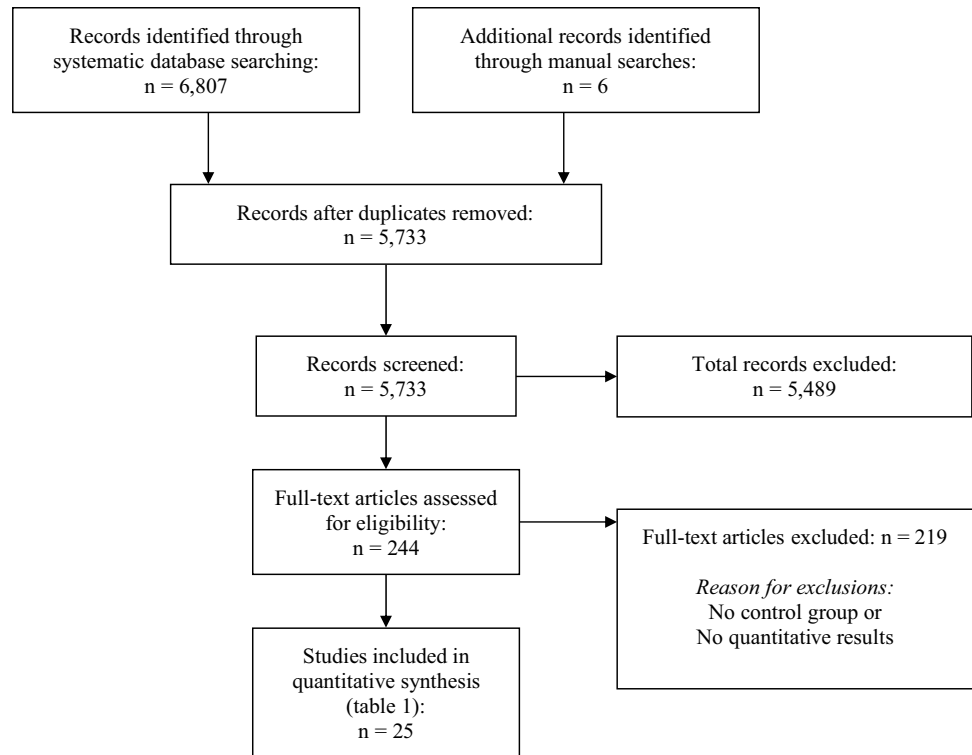 Records identified through
systematic database searching:
n = 6,807
Additional records identified
through manual searches:
n = 6
Records after duplicates removed:
n = 5,733
Records screened:
n = 5,733
Total records excluded:
n = 5,489
Full-text articles assessed
for eligibility:
n = 244
Full-text articles excluded: n = 219
Reason for exclusions:
No control group or
No quantitative results
Studies included in
quantitative synthesis
(table 1):
n = 25